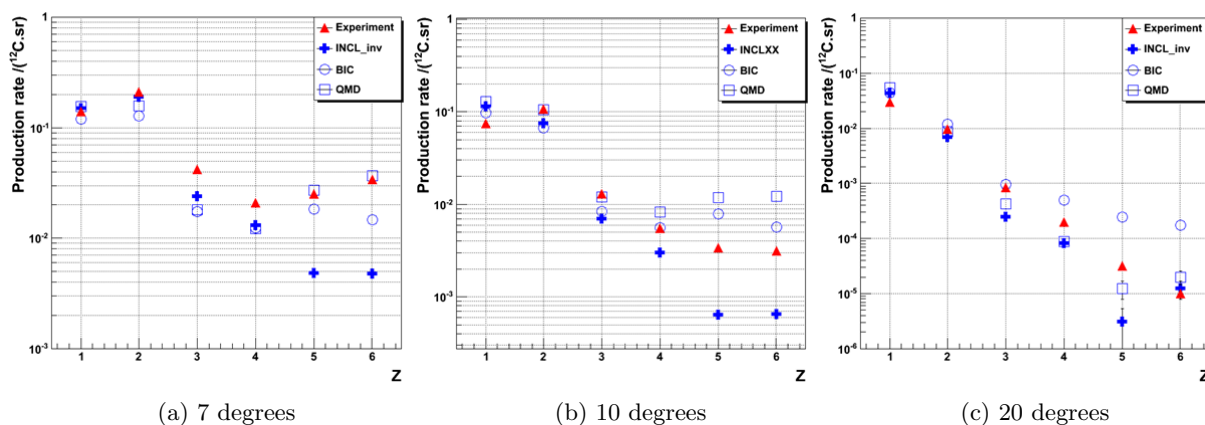 Production rate /(¹²C.sr)
1
10⁻¹
10⁻²
10⁻³
1 2 3 4 5 6
Z
Experiment
INCL_inv
BIC
QMD
(a) 7 degrees
Production rate /(¹²C.sr)
1
10⁻¹
10⁻²
10⁻³
1 2 3 4 5 6
Z
Experiment
INCLXX
BIC
QMD
(b) 10 degrees
Production rate /(¹²C.sr)
1
10⁻¹
10⁻²
10⁻³
10⁻⁴
10⁻⁵
10⁻⁶
1 2 3 4 5 6
Z
Experiment
INCL_inv
BIC
QMD
(c) 20 degrees